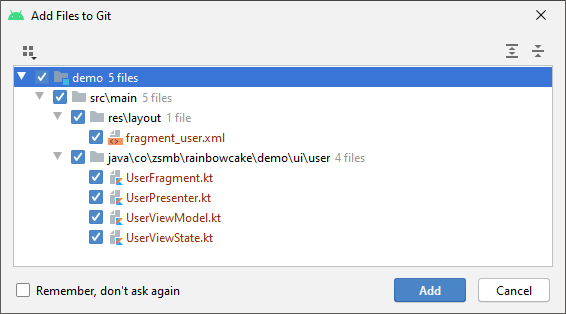 Add Files to Git
demo 5 files
src\main 5 files
res\layout 1 file
fragment_user.xml
java\co\zsmb\rainbowcake\demo\ui\user 4 files
UserFragment.kt
UserPresenter.kt
UserViewModel.kt
UserViewState.kt
Remember, don't ask again
Add
Cancel